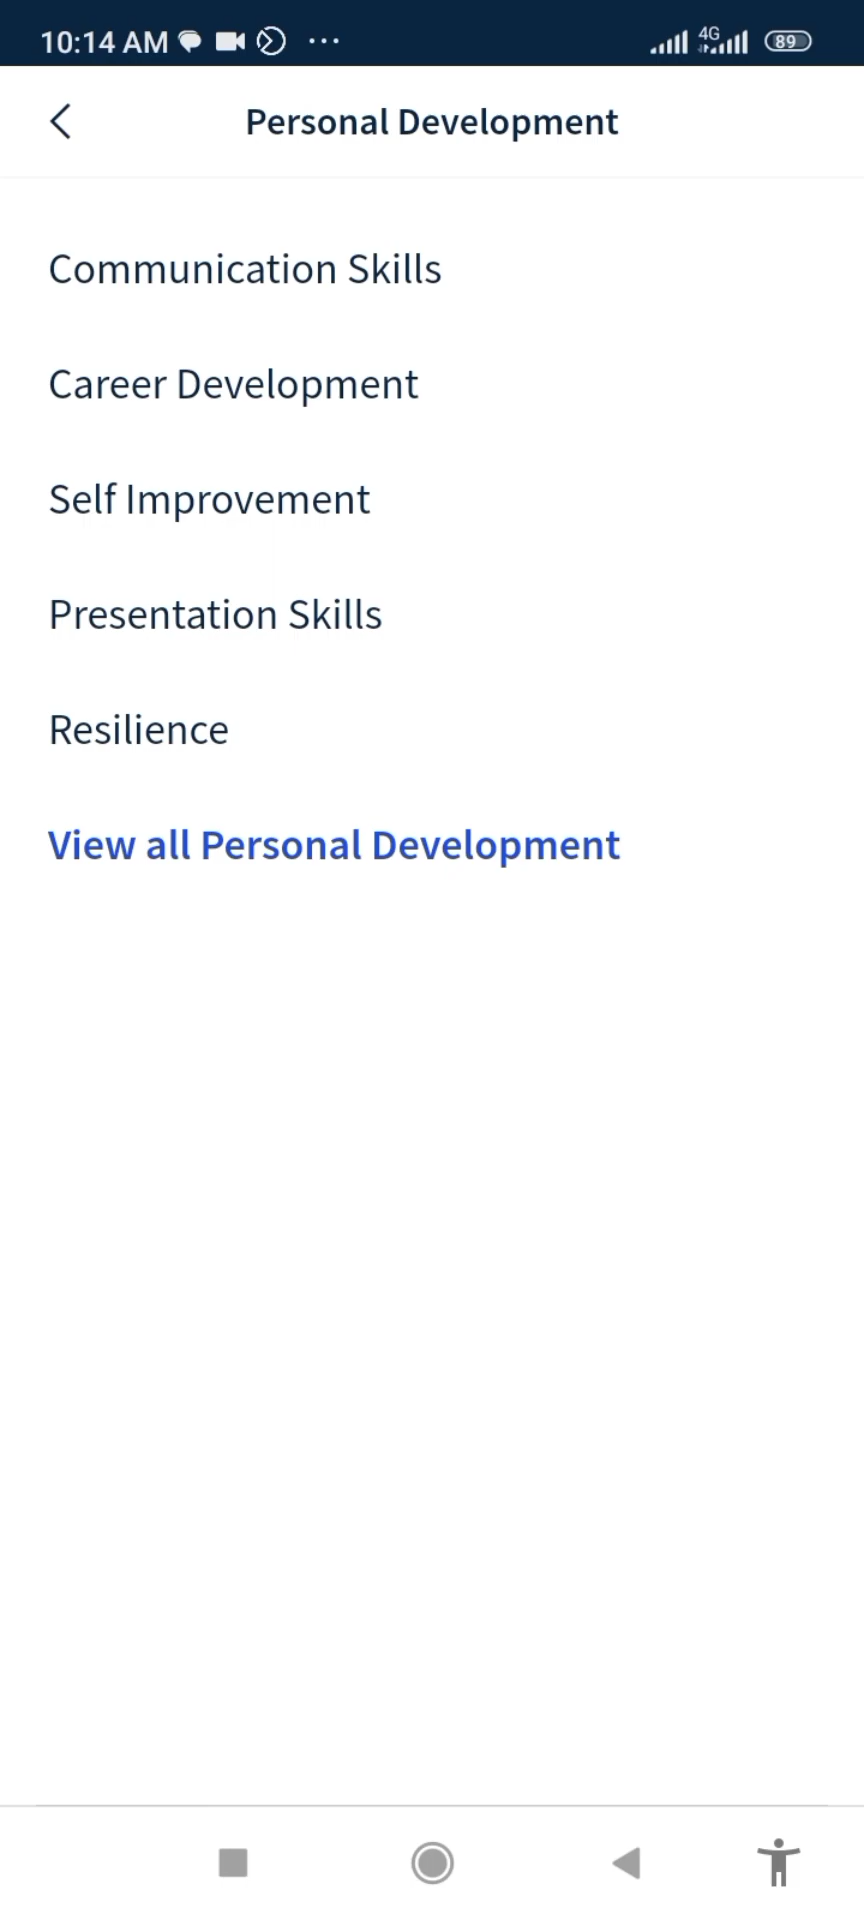 10:14 AM 4G 89
Personal Development
Communication Skills
Career Development
Self Improvement
Presentation Skills
Resilience
View all Personal Development